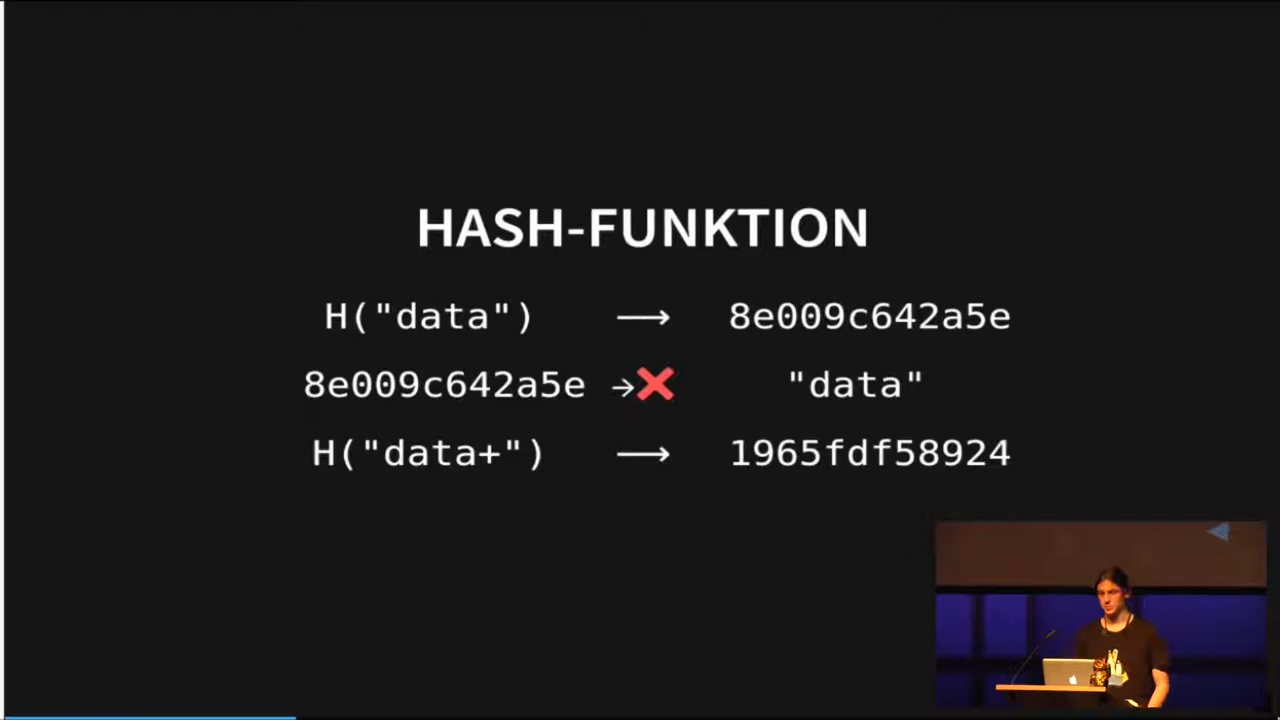 HASH-FUNKTION
H("data") ⟶ 8e009c642a5e
8e009c642a5e →❌ "data"
H("data+") ⟶ 1965fdf58924